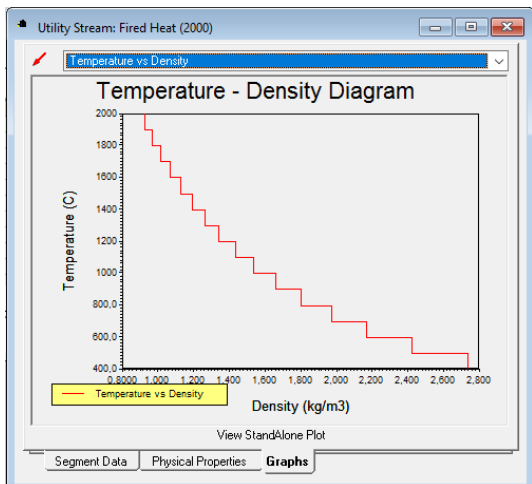 Utility Stream: Fired Heat (2000)
Temperature vs Density
Temperature - Density Diagram
2000
1800
1600
1400
1200
1000
800,0
600,0
400,0
Temperature (C)
0,8000 1,000 1,200 1,400 1,600 1,800 2,000 2,200 2,400 2,600 2,800
Temperature vs Density
Density (kg/m3)
View StandAlone Plot
Segment Data Physical Properties Graphs